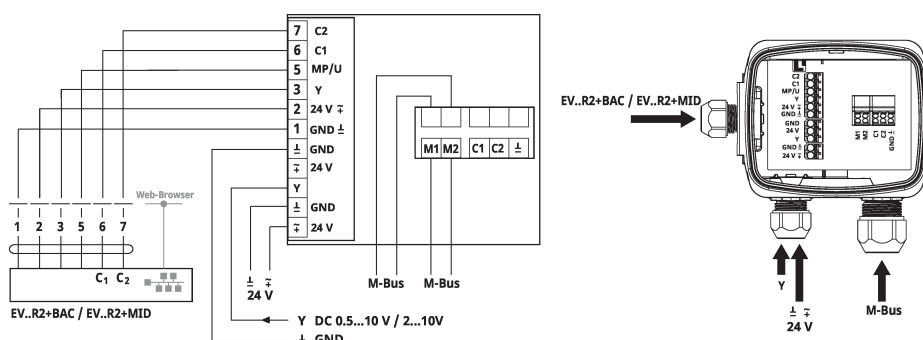 7 C2
6 C1
5 MP/U
3 Y
2 24 V
1 GND
GND
24 V
Y
GND
24 V
M1 M2 C1 C2
Web-Browser
1 2 3 5 6 7
C1 C2
EV..R2+BAC / EV..R2+MID
24 V
M-Bus M-Bus
Y DC 0.5...10 V / 2...10V
GND
EV..R2+BAC / EV..R2+MID
C2
C1
MP/U
Y
24 V
GND
GND
24 V
Y
GND
24 V
M1 M2 C1 C2 GND
Y
24 V
M-Bus